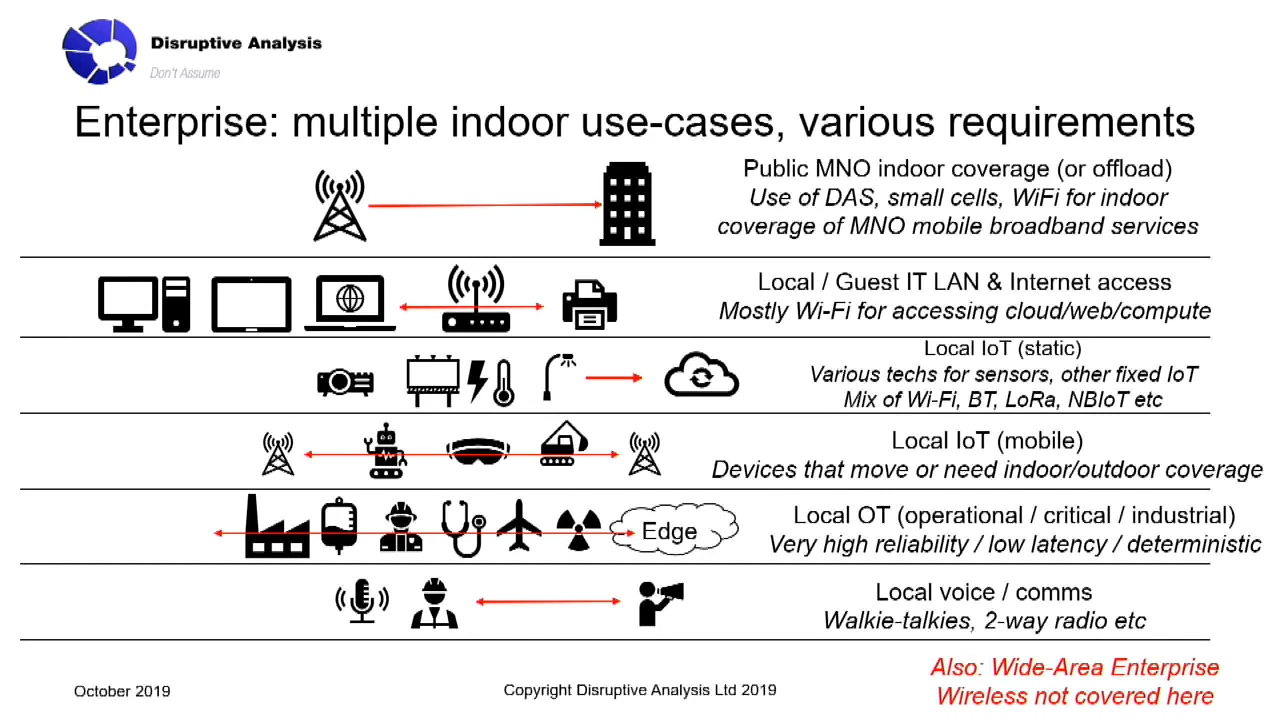 Disruptive Analysis
Don't Assume
Enterprise: multiple indoor use-cases, various requirements
Public MNO indoor coverage (or offload)
Use of DAS, small cells, WiFi for indoor
coverage of MNO mobile broadband services
Local / Guest IT LAN & Internet access
Mostly Wi-Fi for accessing cloud/web/compute
Local IoT (static)
Various techs for sensors, other fixed IoT
Mix of Wi-Fi, BT, LoRa, NBIoT etc
Local IoT (mobile)
Devices that move or need indoor/outdoor coverage
Edge
Local OT (operational / critical / industrial)
Very high reliability / low latency / deterministic
Local voice / comms
Walkie-talkies, 2-way radio etc
Also: Wide-Area Enterprise
Wireless not covered here
October 2019
Copyright Disruptive Analysis Ltd 2019